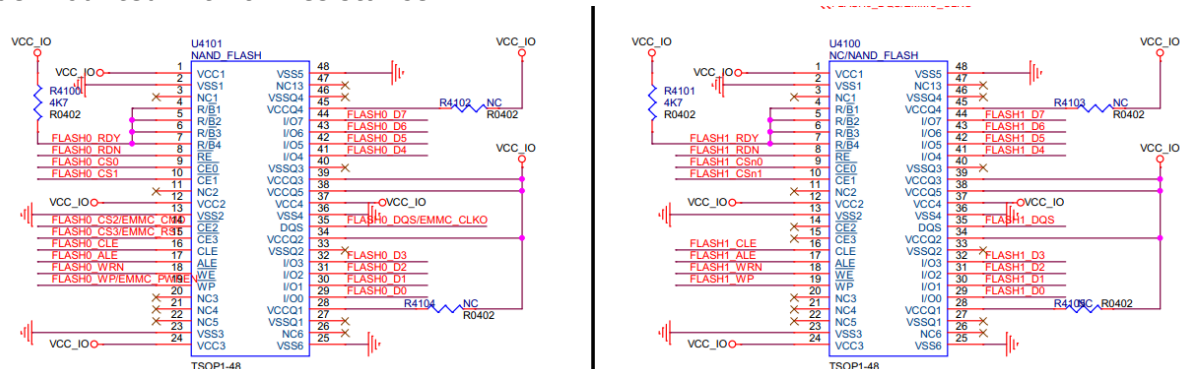 VCC_IO
U4101
NAND_FLASH
VCC_IO
VCC_IO
R4100
4K7
R0402
R4102 NC
R0402
1 VCC1 VSS5 48
2 VSS1 NC13 47
3 NC1 VSSQ4 46
4 R/B1 VCCQ4 45
5 R/B2 I/O7 44 FLASH0_D7
6 R/B3 I/O6 43 FLASH0_D6
FLASH0_RDY 7 R/B4 I/O5 42 FLASH0_D5
FLASH0_RDN 8 RE I/O4 41 FLASH0_D4
FLASH0_CS0 9 CE0 VSSQ3 40
FLASH0_CS1 10 CE1 VCCQ3 39
VCC_IO
11 NC2 VCCQ5 38
VCC_IO 12 VCC2 VCC4 37 VCC_IO
13 VSS2 VSS4 36
FLASH0_CS2/EMMC_CMD 14 CE2 DQS 35 FLASH0_DQS/EMMC_CLKO
FLASH0_CS3/EMMC_RST 15 CE3 VCCQ2 34
FLASH0_CLE 16 CLE VSSQ2 33
FLASH0_ALE 17 ALE I/O3 32 FLASH0_D3
FLASH0_WRN 18 WE I/O2 31 FLASH0_D2
FLASH0_WP/EMMC_PWREN 19 WP I/O1 30 FLASH0_D1
20 NC3 I/O0 29 FLASH0_D0
21 NC4 VCCQ1 28
R4104 NC
R0402
22 NC5 VSSQ1 27
23 VSS3 NC6 26
VCC_IO 24 VCC3 VSS6 25
TSOP1-48
VCC_IO
U4100
NC/NAND_FLASH
VCC_IO
VCC_IO
R4101
4K7
R0402
R4103 NC
R0402
1 VCC1 VSS5 48
2 VSS1 NC13 47
3 NC1 VSSQ4 46
4 R/B1 VCCQ4 45
5 R/B2 I/O7 44 FLASH1_D7
6 R/B3 I/O6 43 FLASH1_D6
FLASH1_RDY 7 R/B4 I/O5 42 FLASH1_D5
FLASH1_RDN 8 RE I/O4 41 FLASH1_D4
FLASH1_CSn0 9 CE0 VSSQ3 40
FLASH1_CSn1 10 CE1 VCCQ3 39
VCC_IO
11 NC2 VCCQ5 38
VCC_IO 12 VCC2 VCC4 37 VCC_IO
13 VSS2 VSS4 36
14 CE2 DQS 35 FLASH1_DQS
15 CE3 VCCQ2 34
FLASH1_CLE 16 CLE VSSQ2 33
FLASH1_ALE 17 ALE I/O3 32 FLASH1_D3
FLASH1_WRN 18 WE I/O2 31 FLASH1_D2
FLASH1_WP 19 WP I/O1 30 FLASH1_D1
20 NC3 I/O0 29 FLASH1_D0
21 NC4 VCCQ1 28
NC R0402
22 NC5 VSSQ1 27
23 VSS3 NC6 26
VCC_IO 24 VCC3 VSS6 25
TSOP1-48